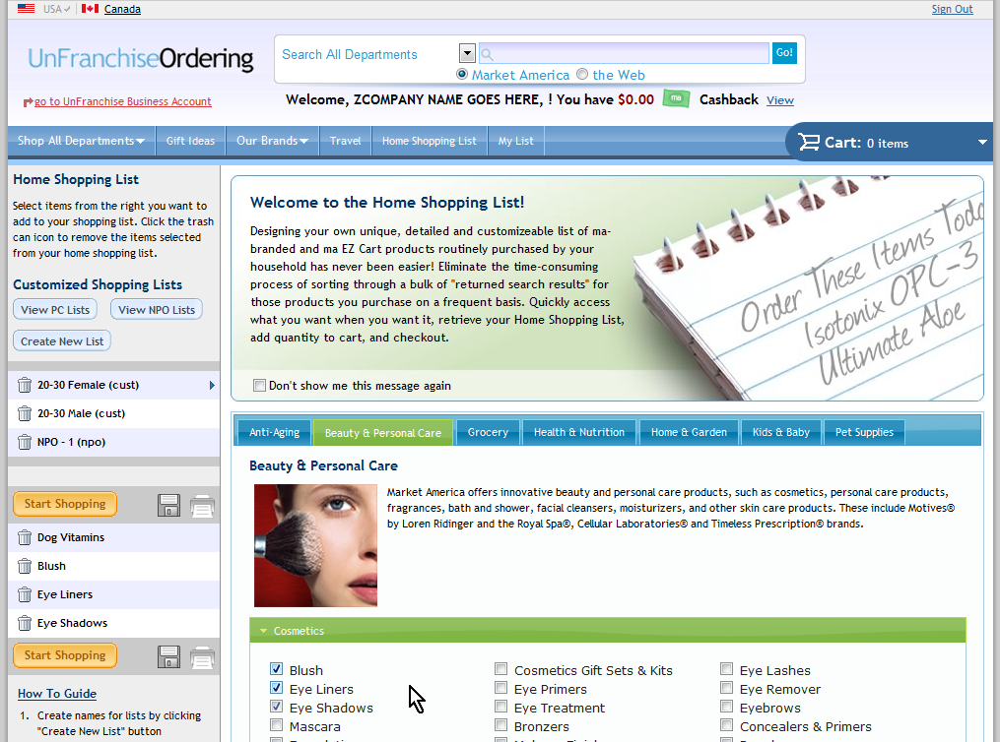 USA
Canada
Sign Out
UnFranchiseOrdering
Search All Departments
Go!
Market America
the Web
go to UnFranchise Business Account
Welcome, ZCOMPANY NAME GOES HERE, ! You have $0.00 ma Cashback View
Shop All Departments
Gift Ideas
Our Brands
Travel
Home Shopping List
My List
Cart: 0 items
Home Shopping List
Select items from the right you want to
add to your shopping list. Click the trash
can icon to remove the items selected
from your home shopping list.
Customized Shopping Lists
View PC Lists
View NPO Lists
Create New List
20-30 Female (cust)
20-30 Male (cust)
NPO - 1 (npo)
Start Shopping
Dog Vitamins
Blush
Eye Liners
Eye Shadows
Start Shopping
How To Guide
1. Create names for lists by clicking
"Create New List" button
Welcome to the Home Shopping List!
Designing your own unique, detailed and customizeable list of ma-
branded and ma EZ Cart products routinely purchased by your
household has never been easier! Eliminate the time-consuming
process of sorting through a bulk of "returned search results" for
those products you purchase on a frequent basis. Quickly access
what you want when you want it, retrieve your Home Shopping List,
add quantity to cart, and checkout.
Order These Items Toda
Isotonix OPC-3
Ultimate Aloe
Don't show me this message again
Anti-Aging
Beauty & Personal Care
Grocery
Health & Nutrition
Home & Garden
Kids & Baby
Pet Supplies
Beauty & Personal Care
Market America offers innovative beauty and personal care products, such as cosmetics, personal care products,
fragrances, bath and shower, facial cleansers, moisturizers, and other skin care products. These include Motives®
by Loren Ridinger and the Royal Spa®, Cellular Laboratories® and Timeless Prescription® brands.
Cosmetics
Blush
Cosmetics Gift Sets & Kits
Eye Lashes
Eye Liners
Eye Primers
Eye Remover
Eye Shadows
Eye Treatment
Eyebrows
Mascara
Bronzers
Concealers & Primers